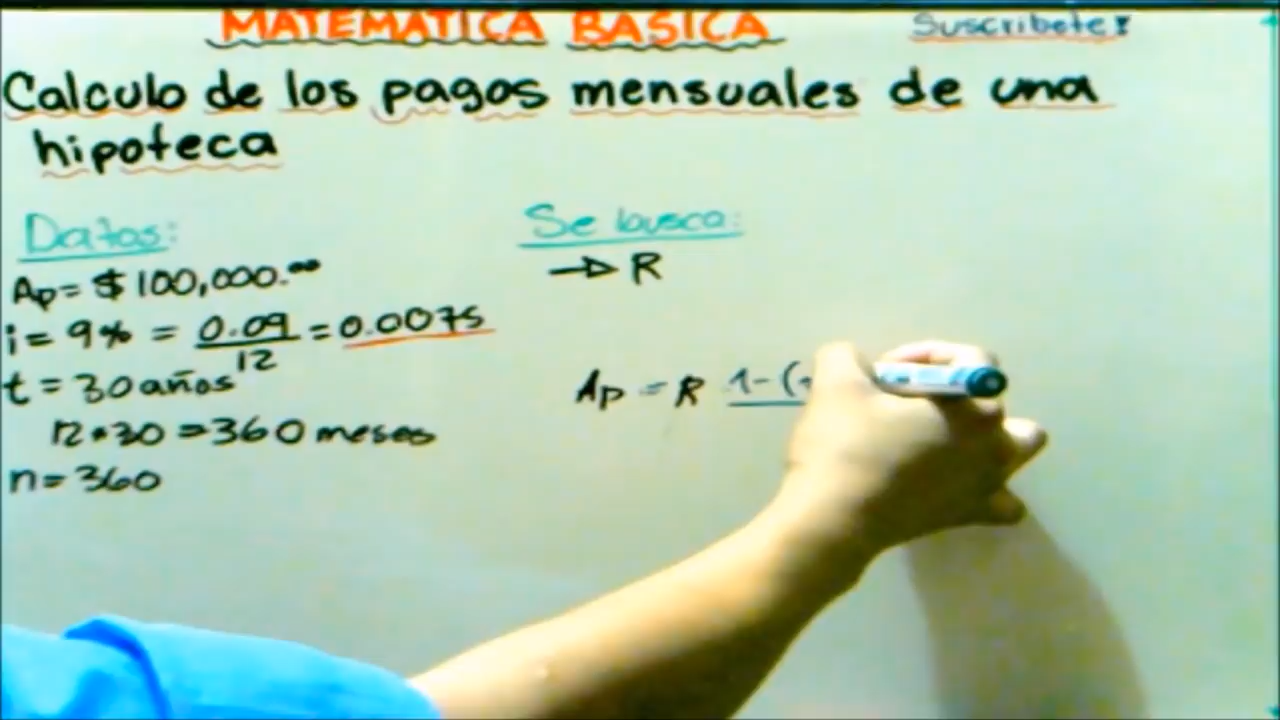 MATEMATICA BASICA
Suscribete!
Calculo de los pagos mensuales de una
hipoteca
Datos:
Ap = $ 100,000.00
i = 9% = 0.09/12 = 0.0075
t = 30 años
12 * 30 = 360 meses
n = 360
Se busca:
→ R
Ap = R 1-(